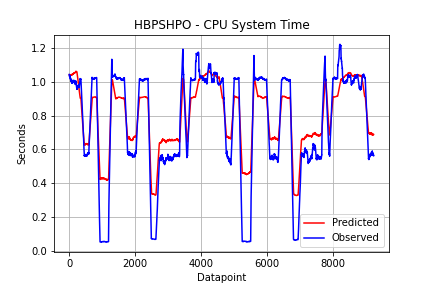 HBPSHPO - CPU System Time
1.2
1.0
0.8
0.6
0.4
0.2
0.0
Seconds
0 2000 4000 6000 8000
Datapoint
Predicted
Observed